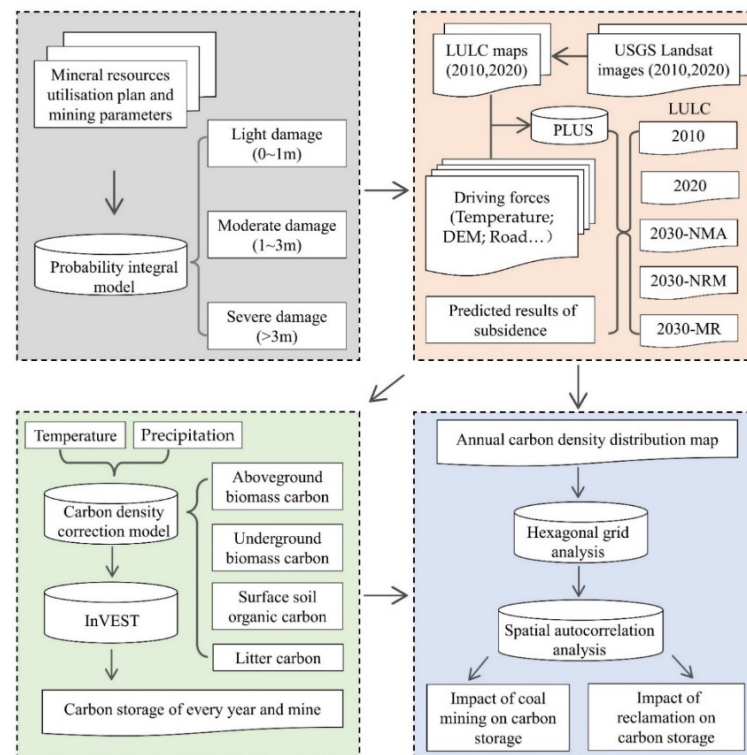 Mineral resources
utilisation plan and
mining parameters
Light damage
(0~1m)
Moderate damage
(1~3m)
Probability integral
model
Severe damage
(>3m)
LULC maps
(2010,2020)
USGS Landsat
images (2010,2020)
PLUS
LULC
2010
2020
2030-NMA
2030-NRM
2030-MR
Driving forces
(Temperature;
DEM; Road…)
Predicted results of
subsidence
Temperature
Precipitation
Carbon density
correction model
Aboveground
biomass carbon
Underground
biomass carbon
Surface soil
organic carbon
Litter carbon
InVEST
Carbon storage of every year and mine
Annual carbon density distribution map
Hexagonal grid
analysis
Spatial autocorrelation
analysis
Impact of coal
mining on carbon
storage
Impact of
reclamation on
carbon storage